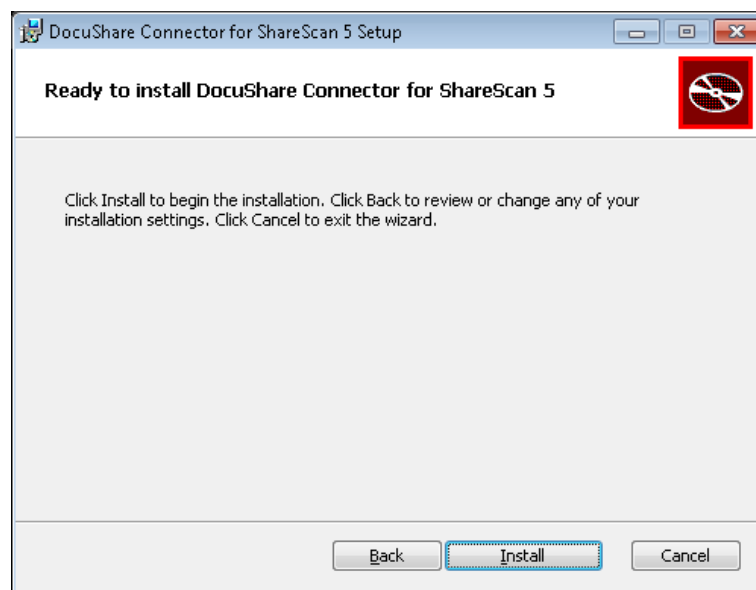 DocuShare Connector for ShareScan 5 Setup
Ready to install DocuShare Connector for ShareScan 5
Click Install to begin the installation. Click Back to review or change any of your
installation settings. Click Cancel to exit the wizard.
Back Install Cancel